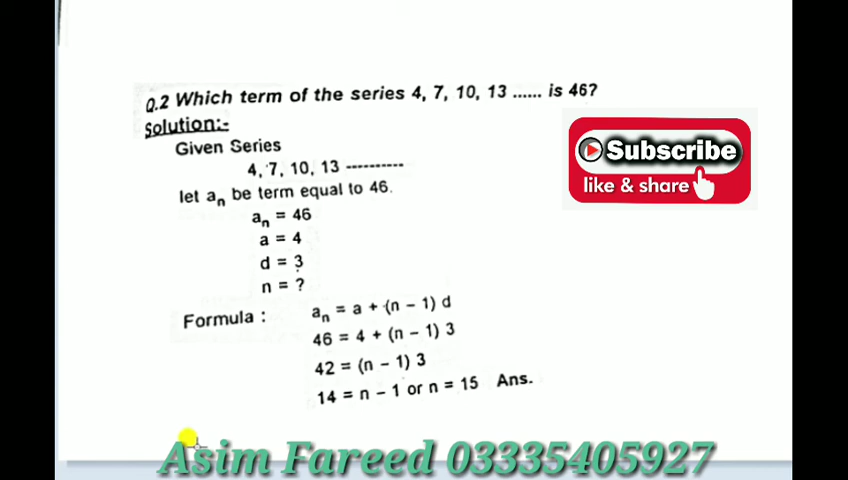 Q.2 Which term of the series 4, 7, 10, 13 ...... is 46?
Solution:-
Given Series
4, 7, 10, 13 ----------
let aₙ be term equal to 46.
aₙ = 46
a = 4
d = 3
n = ?
Formula : aₙ = a + (n – 1) d
46 = 4 + (n – 1) 3
42 = (n – 1) 3
14 = n – 1 or n = 15 Ans.
Subscribe
like & share
Asim Fareed 03335405927